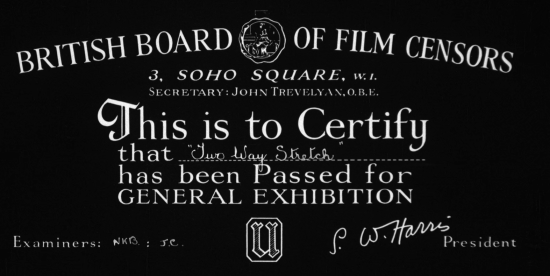 BRITISH BOARD OF FILM CENSORS
3, SOHO SQUARE, W.1.
SECRETARY: JOHN TREVELYAN, O.B.E.
This is to Certify
that "Two Way Stretch"
has been Passed for
GENERAL EXHIBITION
Examiners: NKB. : J.C. U S. W. Harris President